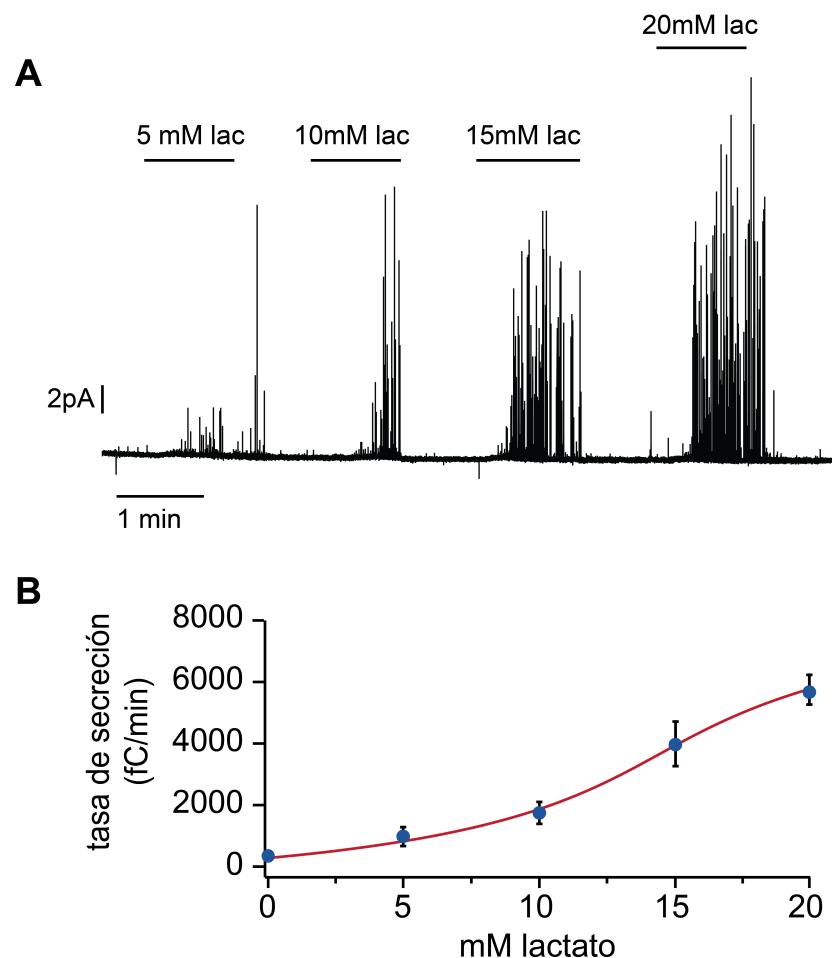 A
20mM lac
5 mM lac
10mM lac
15mM lac
2pA
1 min
B
tasa de secreción
(fC/min)
8000
6000
4000
2000
0
0
5
10
15
20
mM lactato